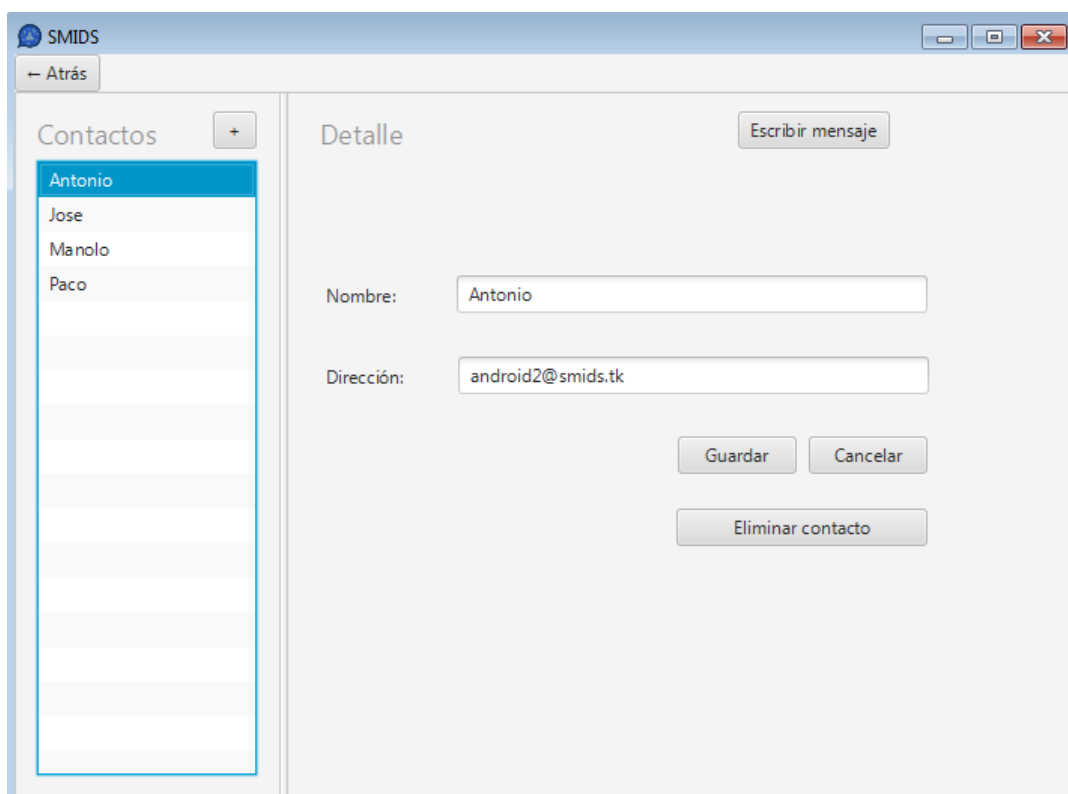 SMIDS
← Atrás
Contactos
+
Antonio
Jose
Manolo
Paco
Detalle
Escribir mensaje
Nombre:
Antonio
Dirección:
android2@smids.tk
Guardar
Cancelar
Eliminar contacto